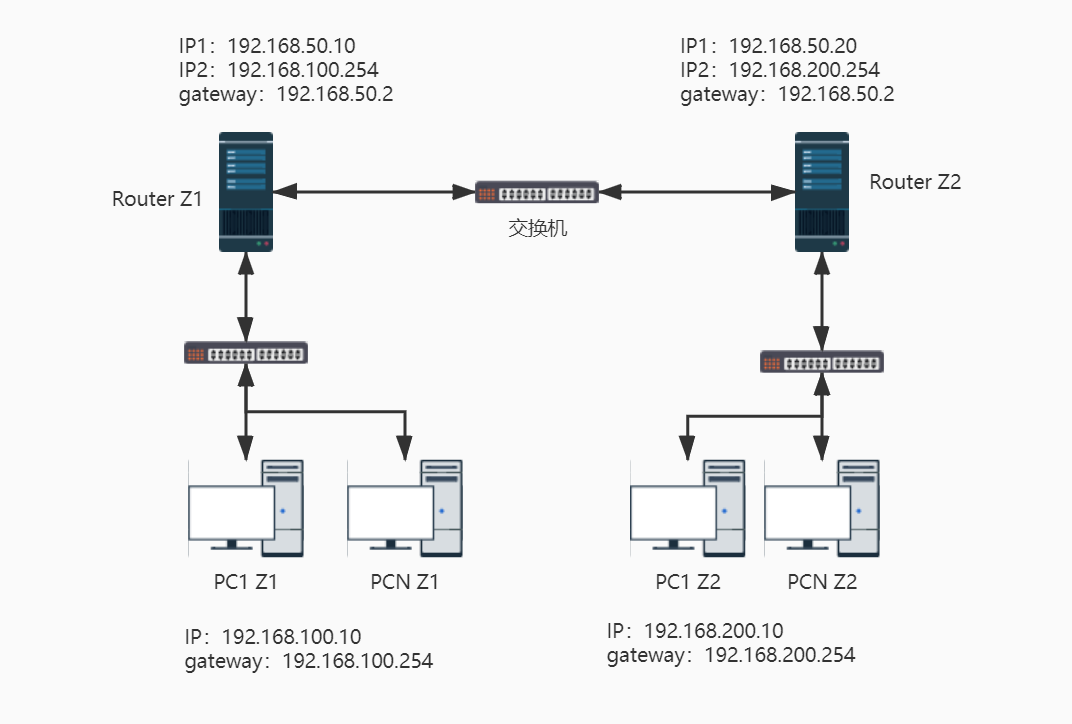 IP1：192.168.50.10
IP2：192.168.100.254
gateway：192.168.50.2
IP1：192.168.50.20
IP2：192.168.200.254
gateway：192.168.50.2
Router Z1
Router Z2
交换机
PC1 Z1
PCN Z1
PC1 Z2
PCN Z2
IP：192.168.100.10
gateway：192.168.100.254
IP：192.168.200.10
gateway：192.168.200.254